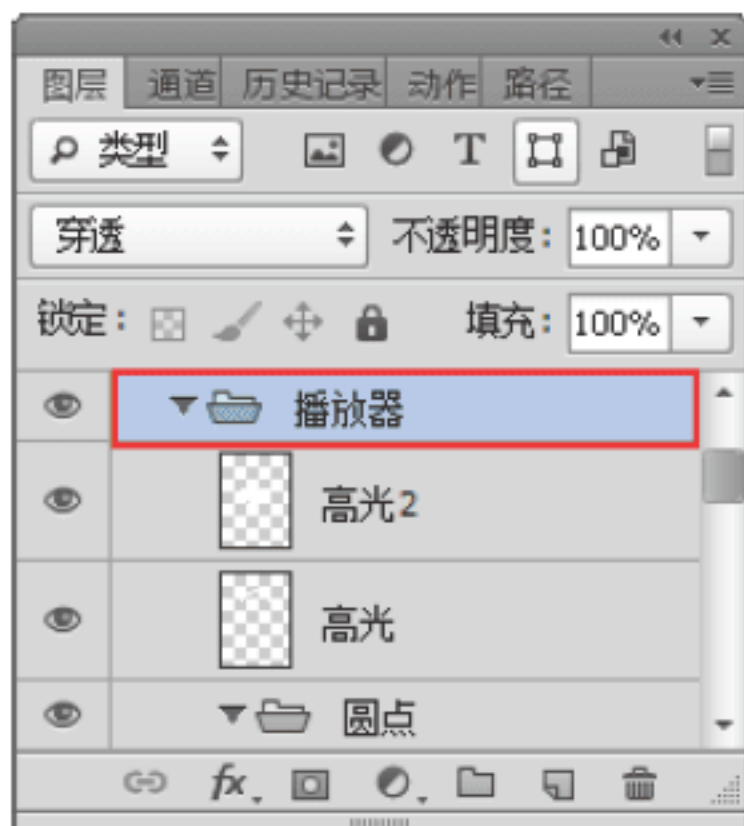 图层 通道 历史记录 动作 路径
类型 T
穿透 不透明度: 100%
锁定: 填充: 100%
播放器
高光2
高光
圆点
fx.